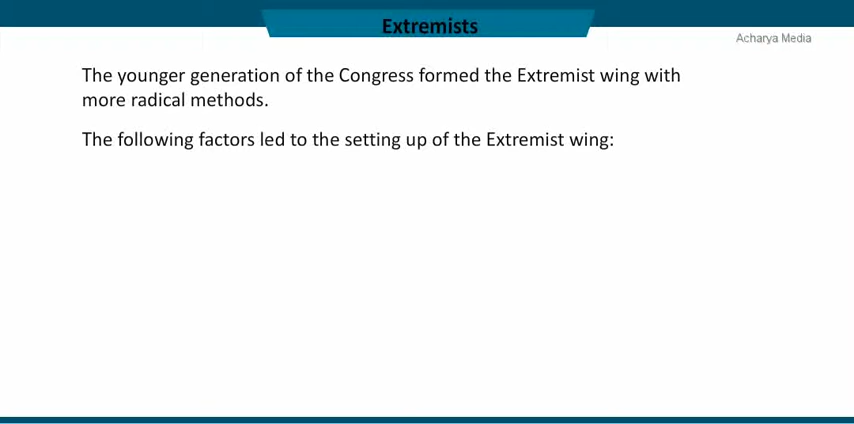 Extremists
Acharya Media
The younger generation of the Congress formed the Extremist wing with
more radical methods.
The following factors led to the setting up of the Extremist wing: